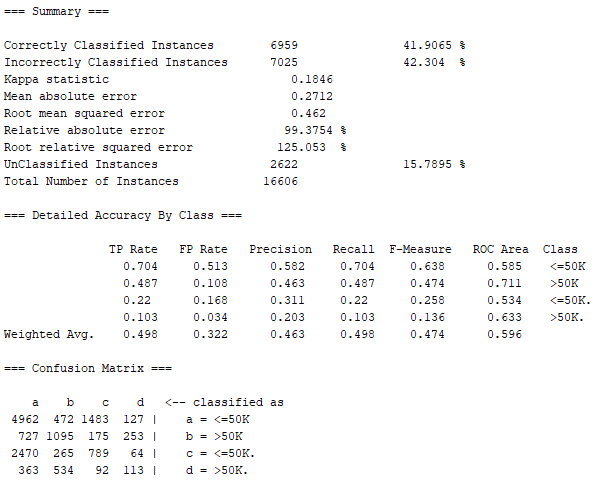 === Summary ===
Correctly Classified Instances 6959 41.9065 %
Incorrectly Classified Instances 7025 42.304 %
Kappa statistic 0.1846
Mean absolute error 0.2712
Root mean squared error 0.462
Relative absolute error 99.3754 %
Root relative squared error 125.053 %
UnClassified Instances 2622 15.7895 %
Total Number of Instances 16606
=== Detailed Accuracy By Class ===
TP Rate FP Rate Precision Recall F-Measure ROC Area Class
0.704 0.513 0.582 0.704 0.638 0.585 <=50K
0.487 0.108 0.463 0.487 0.474 0.711 >50K
0.22 0.168 0.311 0.22 0.258 0.534 <=50K.
0.103 0.034 0.203 0.103 0.136 0.633 >50K.
Weighted Avg. 0.498 0.322 0.463 0.498 0.474 0.596
=== Confusion Matrix ===
a b c d <-- classified as
4962 472 1483 127 | a = <=50K
727 1095 175 253 | b = >50K
2470 265 789 64 | c = <=50K.
363 534 92 113 | d = >50K.